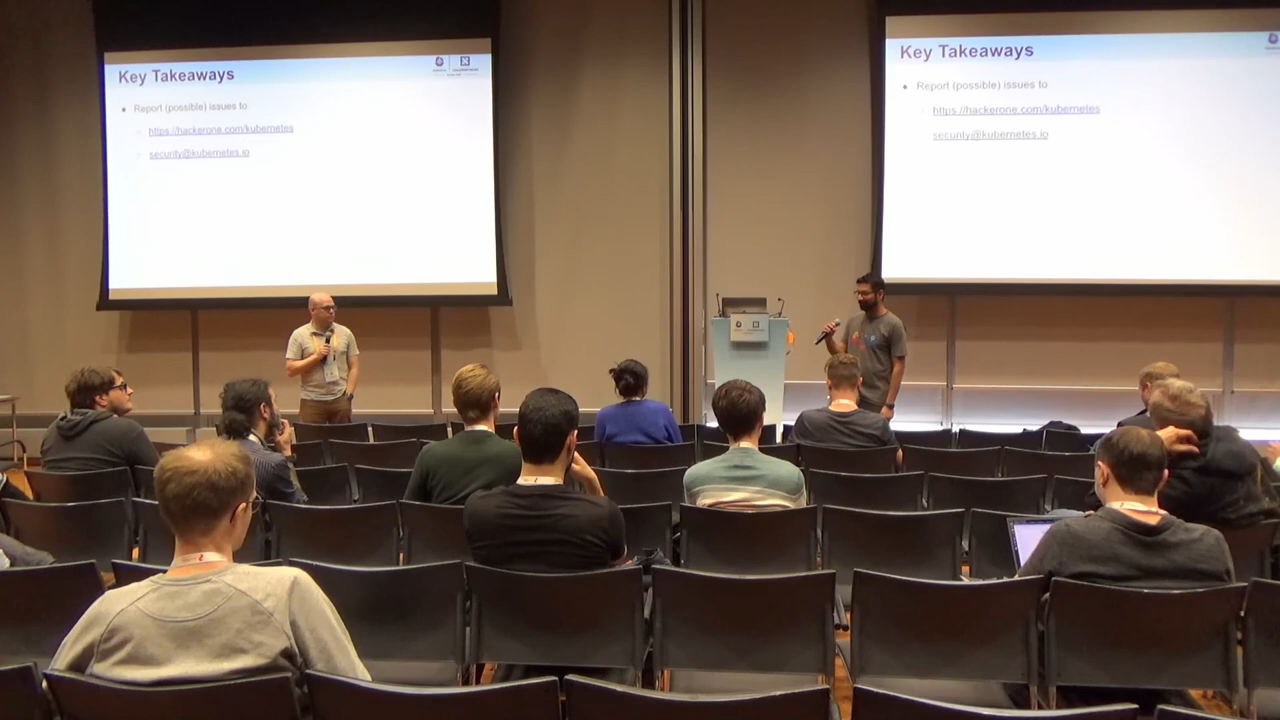 Key Takeaways
Report (possible) issues to
https://hackerone.com/kubernetes
security@kubernetes.io
Key Takeaways
Report (possible) issues to
https://hackerone.com/kubernetes
security@kubernetes.io